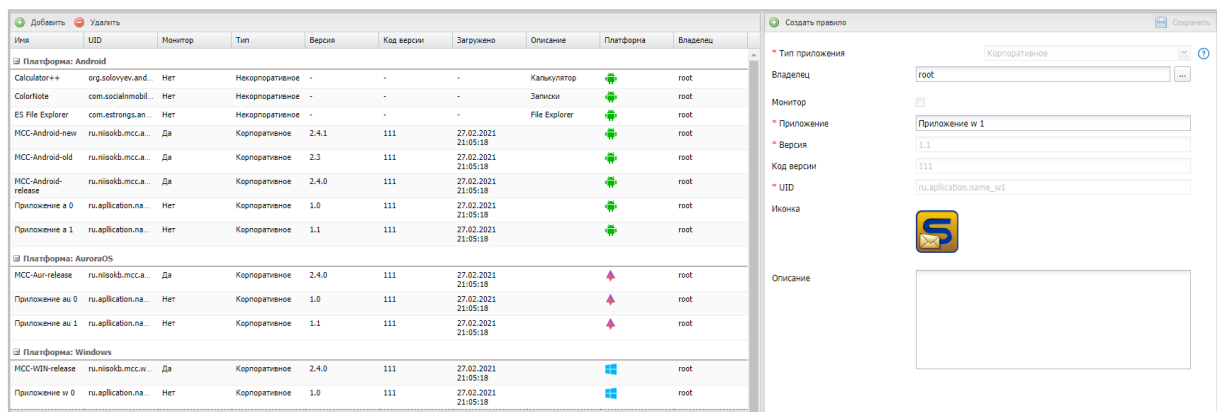 Добавить Удалить
Имя UID Монитор Тип Версия Код версии Загружено Описание Платформа Владелец
Платформа: Android
Calculator++ org.solovyev.and... Нет Некорпоративное - - - Калькулятор root
ColorNote com.socialnmobil... Нет Некорпоративное - - - Записки root
ES File Explorer com.estrongs.an... Нет Некорпоративное - - - File Explorer root
MCC-Android-new ru.niisokb.mcc.a... Да Корпоративное 2.4.1 111 27.02.2021
21:05:18 root
MCC-Android-old ru.niisokb.mcc.a... Да Корпоративное 2.3 111 27.02.2021
21:05:18 root
MCC-Android-
release ru.niisokb.mcc.a... Да Корпоративное 2.4.0 111 27.02.2021
21:05:18 root
Приложение a 0 ru.apllication.na... Нет Корпоративное 1.0 111 27.02.2021
21:05:18 root
Приложение a 1 ru.apllication.na... Нет Корпоративное 1.1 111 27.02.2021
21:05:18 root
Платформа: AuroraOS
MCC-Aur-release ru.niisokb.mcc.a... Да Корпоративное 2.4.0 111 27.02.2021
21:05:18 root
Приложение au 0 ru.apllication.na... Нет Корпоративное 1.0 111 27.02.2021
21:05:18 root
Приложение au 1 ru.apllication.na... Нет Корпоративное 1.1 111 27.02.2021
21:05:18 root
Платформа: Windows
MCC-WIN-release ru.niisokb.mcc.w... Да Корпоративное 2.4.0 111 27.02.2021
21:05:18 root
Приложение w 0 ru.apllication.na... Нет Корпоративное 1.0 111 27.02.2021
21:05:18 root
Создать правило Сохранить
* Тип приложения Корпоративное ?
Владелец root ...
Монитор
* Приложение Приложение w 1
* Версия 1.1
Код версии 111
* UID ru.apllication.name_w1
Иконка
S
Описание